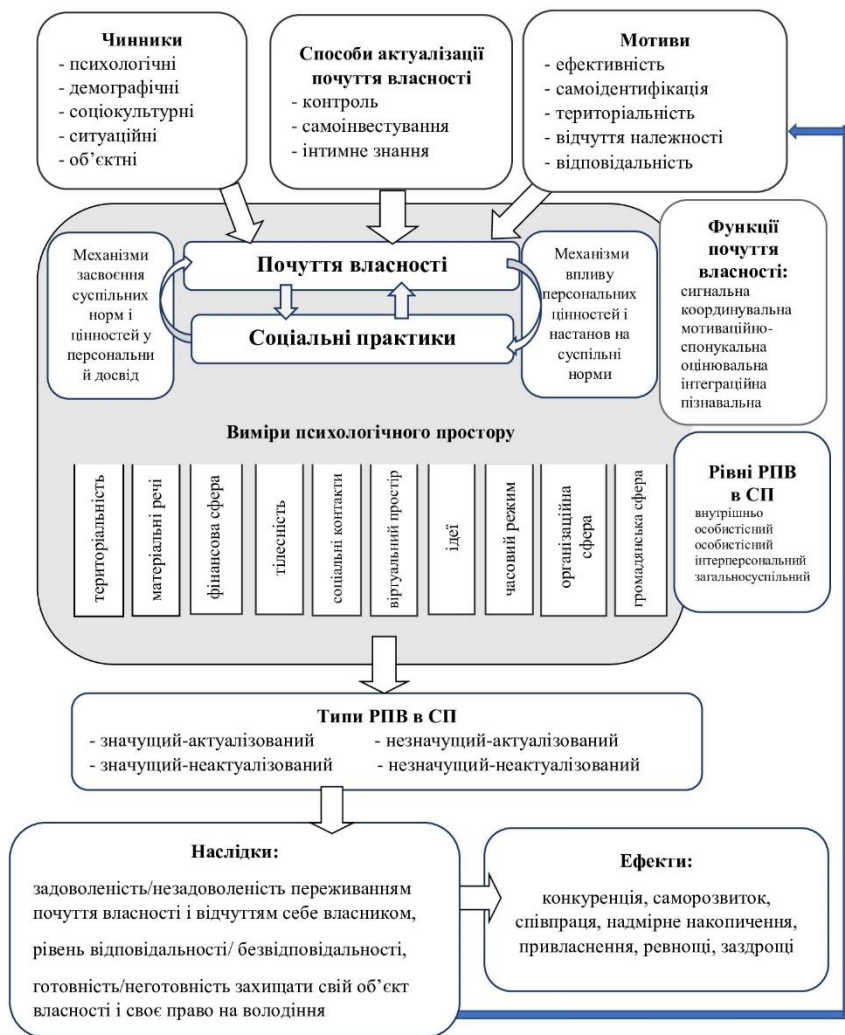 Чинники
- психологічні
- демографічні
- соціокультурні
- ситуаційні
- об’єктні
Способи актуалізації
почуття власності
- контроль
- самоінвестування
- інтимне знання
Мотиви
- ефективність
- самоідентифікація
- територіальність
- відчуття належності
- відповідальність
Механізми
засвоєння
суспільних
норм і
цінностей у
персональни
й досвід
Почуття власності
Соціальні практики
Механізми
впливу
персональних
цінностей і
настанов на
суспільні
норми
Функції
почуття
власності:
сигнальна
координувальна
мотиваційно-
спонукальна
оцінювальна
інтеграційна
пізнавальна
Виміри психологічного простору
територіальність
матеріальні речі
фінансова сфера
тілесність
соціальні контакти
віртуальний простір
ідеї
часовий режим
організаційна
сфера
громадянська сфера
Рівні РПВ
в СП
внутрішньо
особистісний
особистісний
інтерперсональний
загальносуспільний
Типи РПВ в СП
- значущий-актуалізований
- незначущий-актуалізований
- значущий-неактуалізований
- незначущий-неактуалізований
Наслідки:
задоволеність/незадоволеність переживанням
почуття власності і відчуттям себе власником,
рівень відповідальності/ безвідповідальності,
готовність/неготовність захищати свій об’єкт
власності і своє право на володіння
Ефекти:
конкуренція, саморозвиток,
співпраця, надмірне накопичення,
привласнення, ревнощі, заздрощі